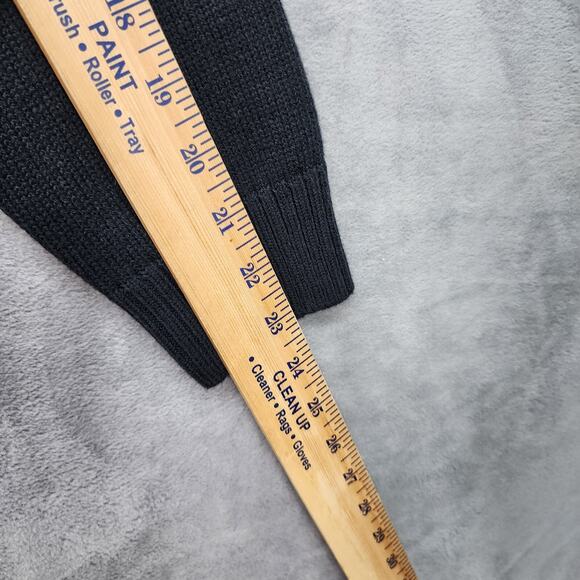 18 19 20 21 22 23 24 25 26 27 28 29 30
PAINT
rush • Roller • Tray
CLEAN UP
• Cleaner • Rags • Gloves